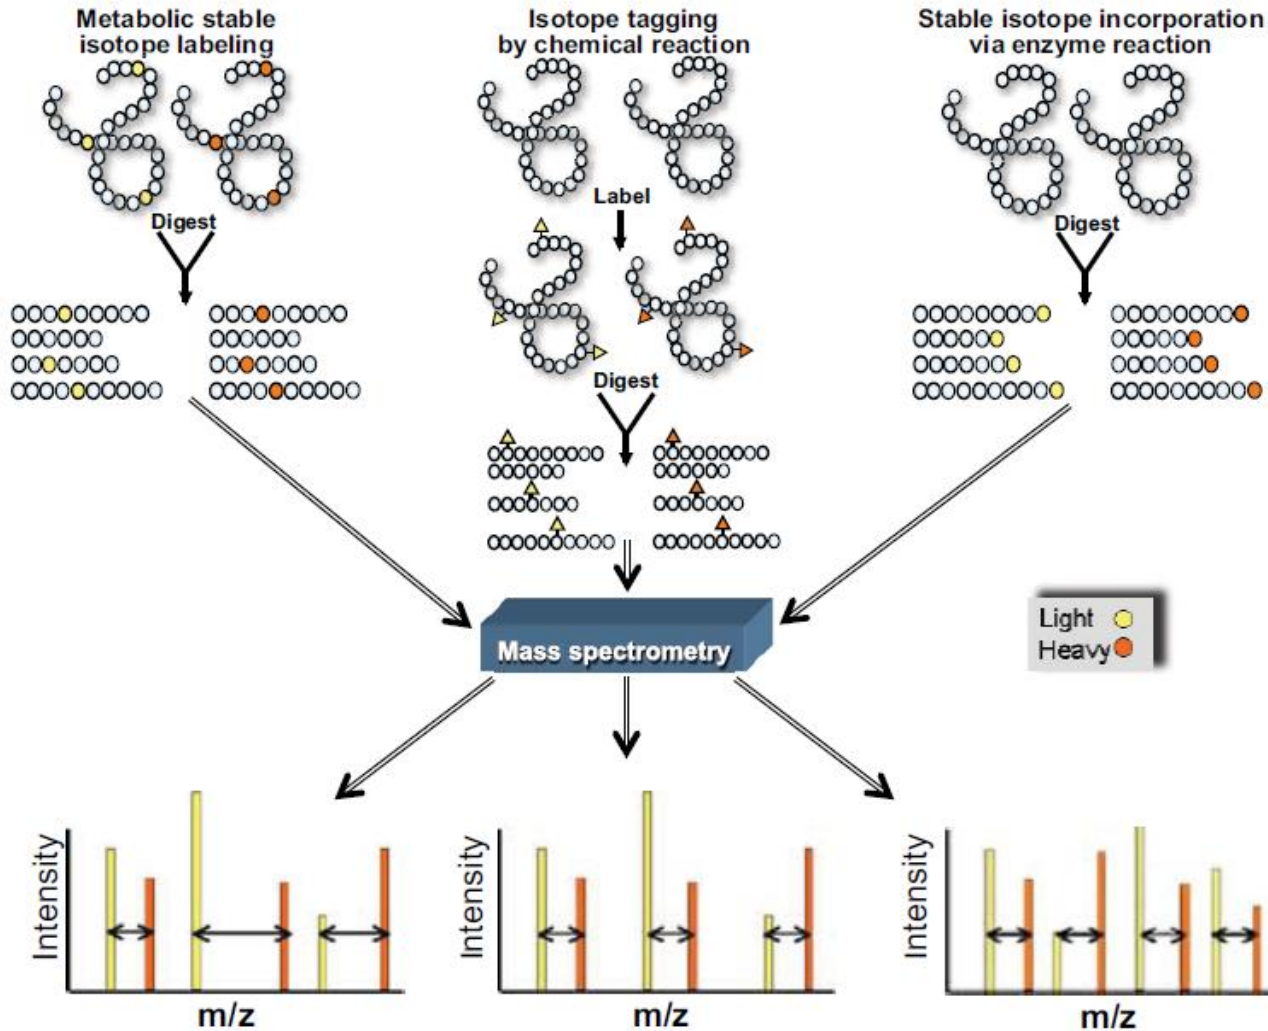 Metabolic stable
isotope labeling
Isotope tagging
by chemical reaction
Stable isotope incorporation
via enzyme reaction
Digest
Label
Digest
Digest
Mass spectrometry
Light
Heavy
Intensity
m/z
Intensity
m/z
Intensity
m/z